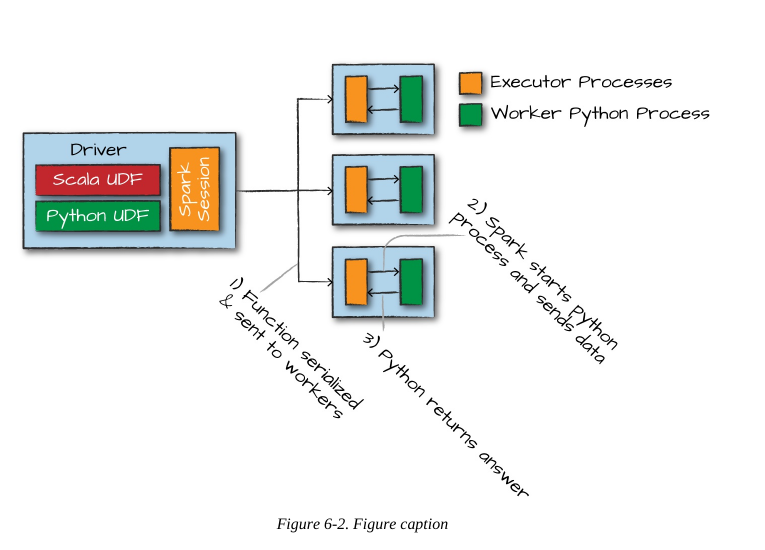 Executor Processes
Worker Python Process
Driver
Scala UDF
Python UDF
Spark
Session
1) Function serialized
& sent to workers
2) Spark starts Python
process and sends data
3) Python returns answer
Figure 6-2. Figure caption